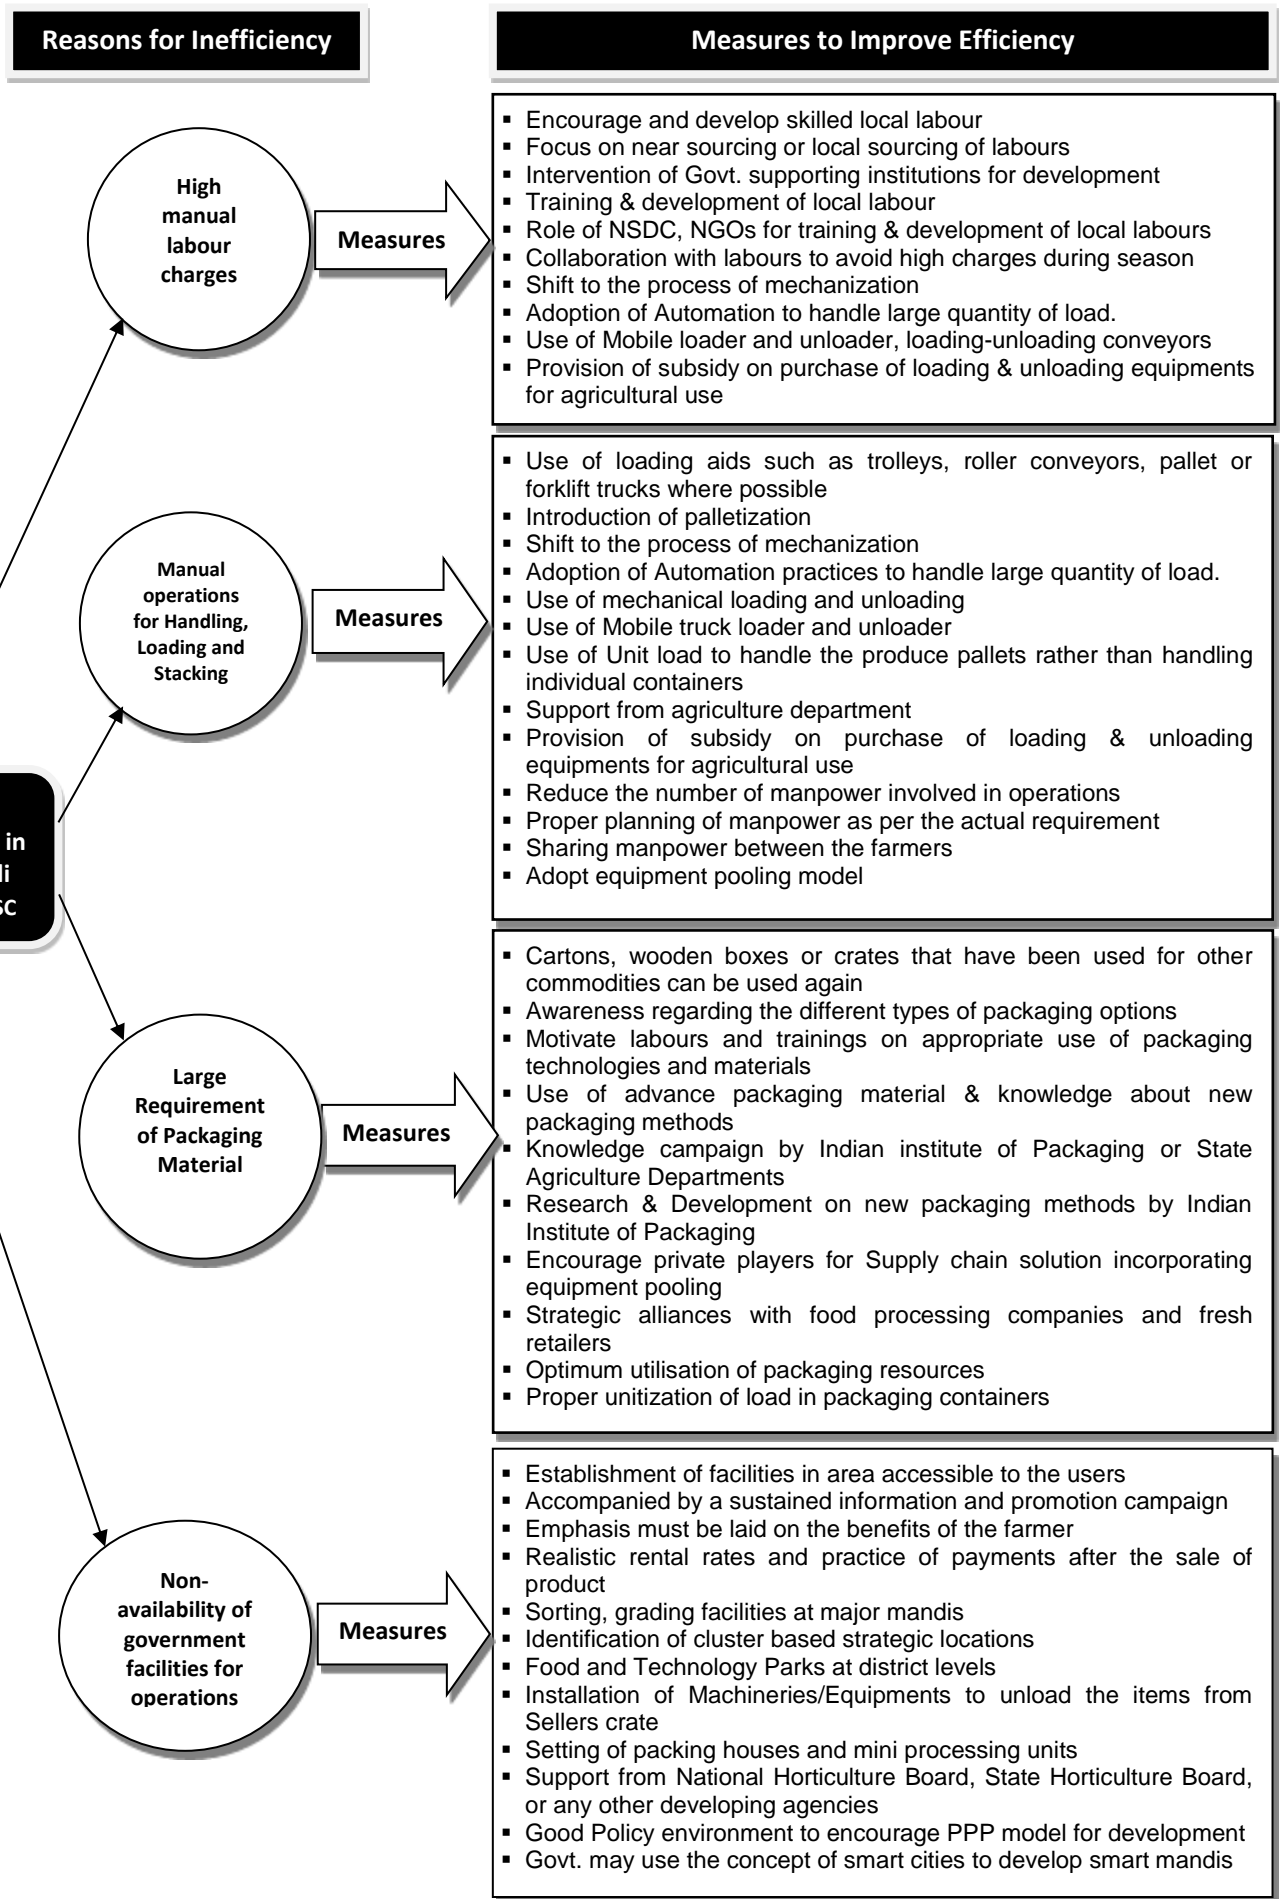 Reasons for Inefficiency
Measures to Improve Efficiency
High
manual
labour
charges
Measures
▪ Encourage and develop skilled local labour
▪ Focus on near sourcing or local sourcing of labours
▪ Intervention of Govt. supporting institutions for development
▪ Training & development of local labour
▪ Role of NSDC, NGOs for training & development of local labours
▪ Collaboration with labours to avoid high charges during season
▪ Shift to the process of mechanization
▪ Adoption of Automation to handle large quantity of load.
▪ Use of Mobile loader and unloader, loading-unloading conveyors
▪ Provision of subsidy on purchase of loading & unloading equipments
for agricultural use
Manual
operations
for Handling,
Loading and
Stacking
Measures
▪ Use of loading aids such as trolleys, roller conveyors, pallet or
forklift trucks where possible
▪ Introduction of palletization
▪ Shift to the process of mechanization
▪ Adoption of Automation practices to handle large quantity of load.
▪ Use of mechanical loading and unloading
▪ Use of Mobile truck loader and unloader
▪ Use of Unit load to handle the produce pallets rather than handling
individual containers
▪ Support from agriculture department
▪ Provision of subsidy on purchase of loading & unloading
equipments for agricultural use
▪ Reduce the number of manpower involved in operations
▪ Proper planning of manpower as per the actual requirement
▪ Sharing manpower between the farmers
▪ Adopt equipment pooling model
in
Large
Requirement
of Packaging
Material
Measures
▪ Cartons, wooden boxes or crates that have been used for other
commodities can be used again
▪ Awareness regarding the different types of packaging options
▪ Motivate labours and trainings on appropriate use of packaging
technologies and materials
▪ Use of advance packaging material & knowledge about new
packaging methods
▪ Knowledge campaign by Indian institute of Packaging or State
Agriculture Departments
▪ Research & Development on new packaging methods by Indian
Institute of Packaging
▪ Encourage private players for Supply chain solution incorporating
equipment pooling
▪ Strategic alliances with food processing companies and fresh
retailers
▪ Optimum utilisation of packaging resources
▪ Proper unitization of load in packaging containers
Non-
availability of
government
facilities for
operations
Measures
▪ Establishment of facilities in area accessible to the users
▪ Accompanied by a sustained information and promotion campaign
▪ Emphasis must be laid on the benefits of the farmer
▪ Realistic rental rates and practice of payments after the sale of
product
▪ Sorting, grading facilities at major mandis
▪ Identification of cluster based strategic locations
▪ Food and Technology Parks at district levels
▪ Installation of Machineries/Equipments to unload the items from
Sellers crate
▪ Setting of packing houses and mini processing units
▪ Support from National Horticulture Board, State Horticulture Board,
or any other developing agencies
▪ Good Policy environment to encourage PPP model for development
▪ Govt. may use the concept of smart cities to develop smart mandis